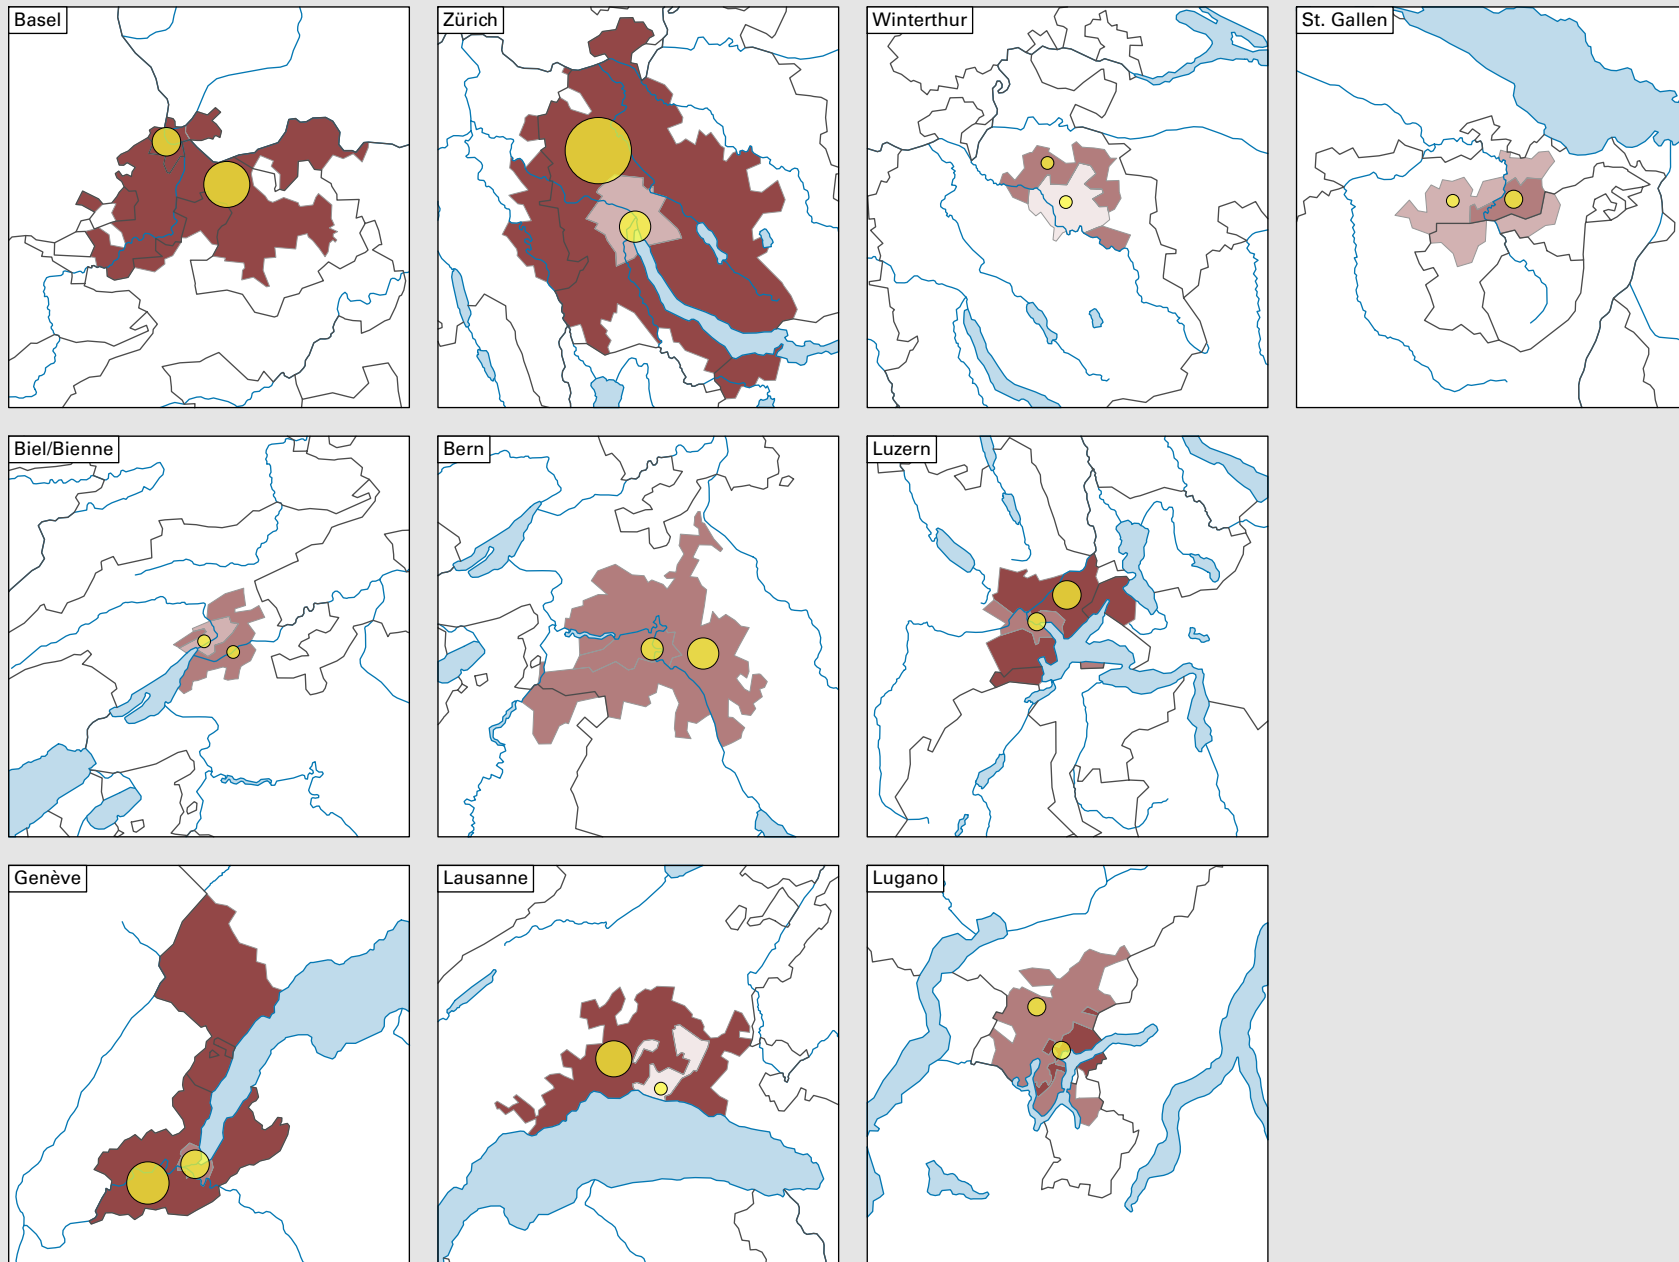 Basel
Zürich
Winterthur
St. Gallen
Biel/Bienne
Bern
Luzern
Genève
Lausanne
Lugano